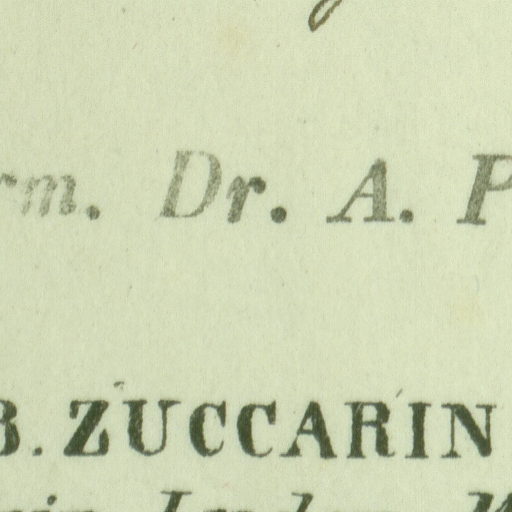 rm. Dr. A. P
B. ZUCCARIN